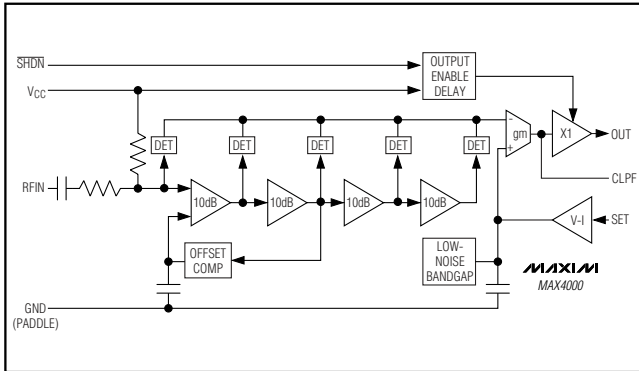 SHDN
VCC
OUTPUT
ENABLE
DELAY
DET
DET
DET
DET
DET
-
gm
+
X1
OUT
CLPF
RFIN
10dB
10dB
10dB
10dB
V-I
SET
OFFSET
COMP
LOW-
NOISE
BANDGAP
MAXIM
MAX4000
GND
(PADDLE)